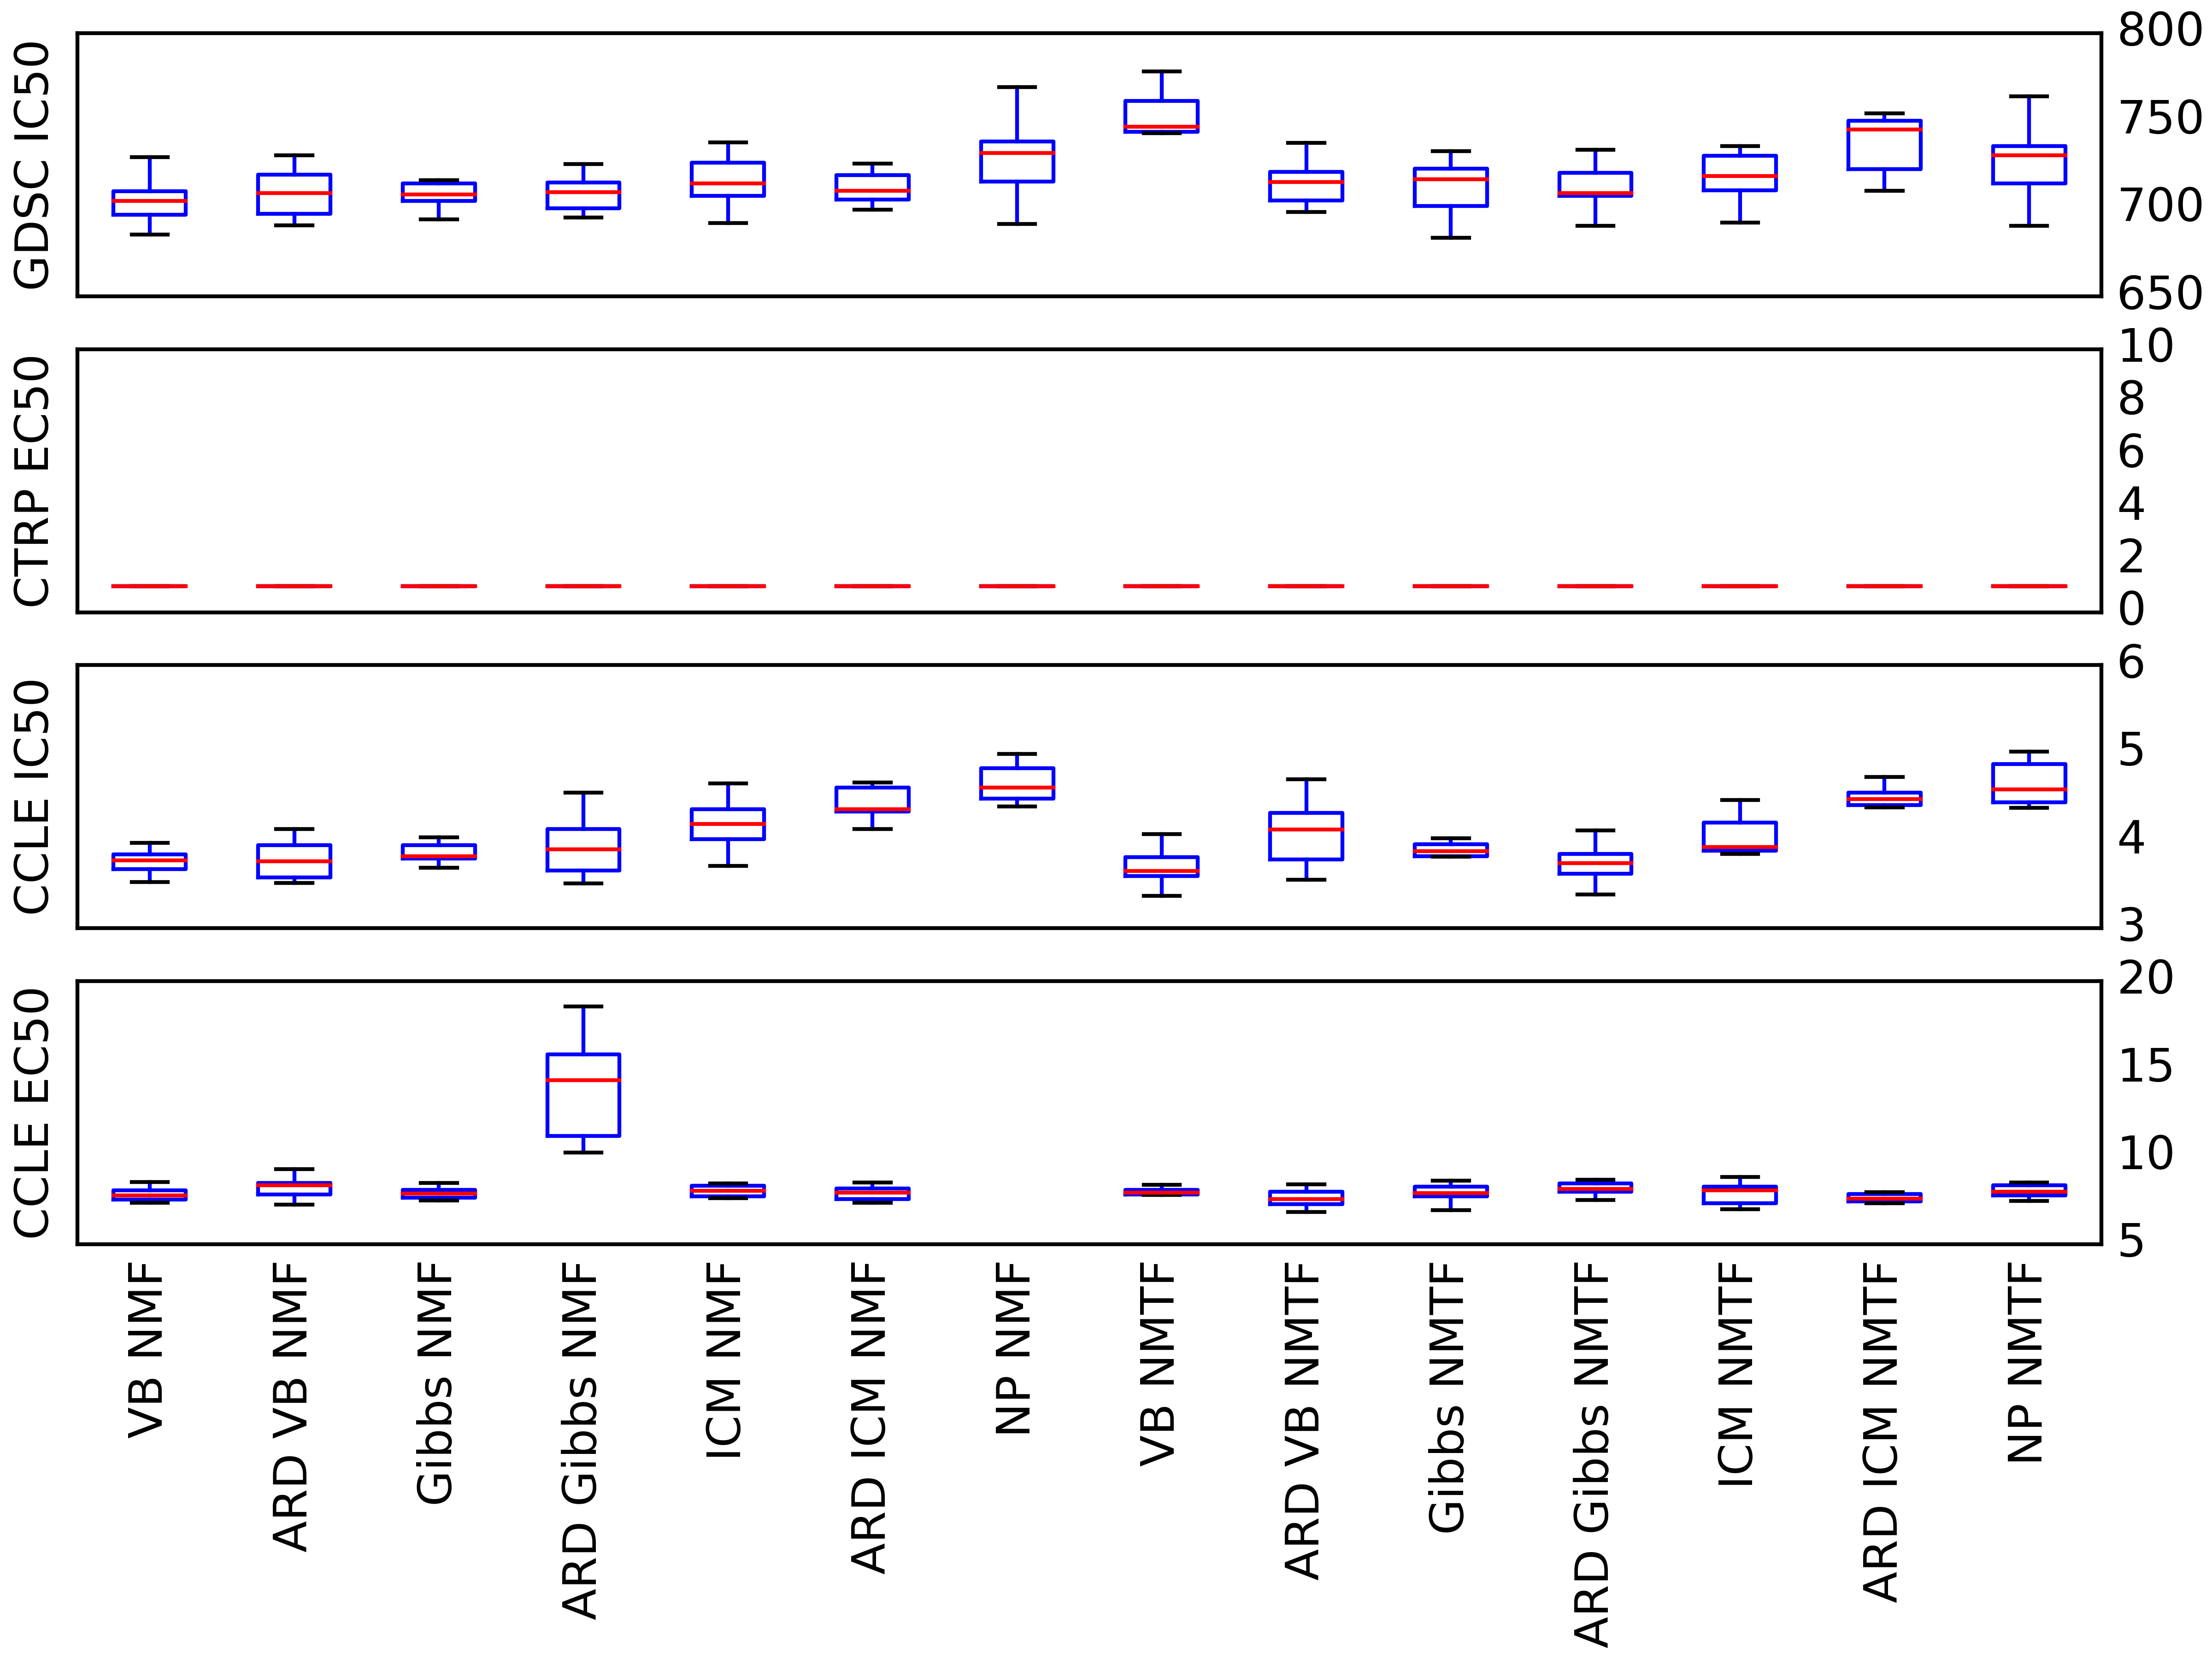 GDSC IC50
800
750
700
650
CTRP EC50
10
8
6
4
2
0
CCLE IC50
6
5
4
3
CCLE EC50
20
15
10
5
VB NMF
ARD VB NMF
Gibbs NMF
ARD Gibbs NMF
ICM NMF
ARD ICM NMF
NP NMF
VB NMTF
ARD VB NMTF
Gibbs NMTF
ARD Gibbs NMTF
ICM NMTF
ARD ICM NMTF
NP NMTF